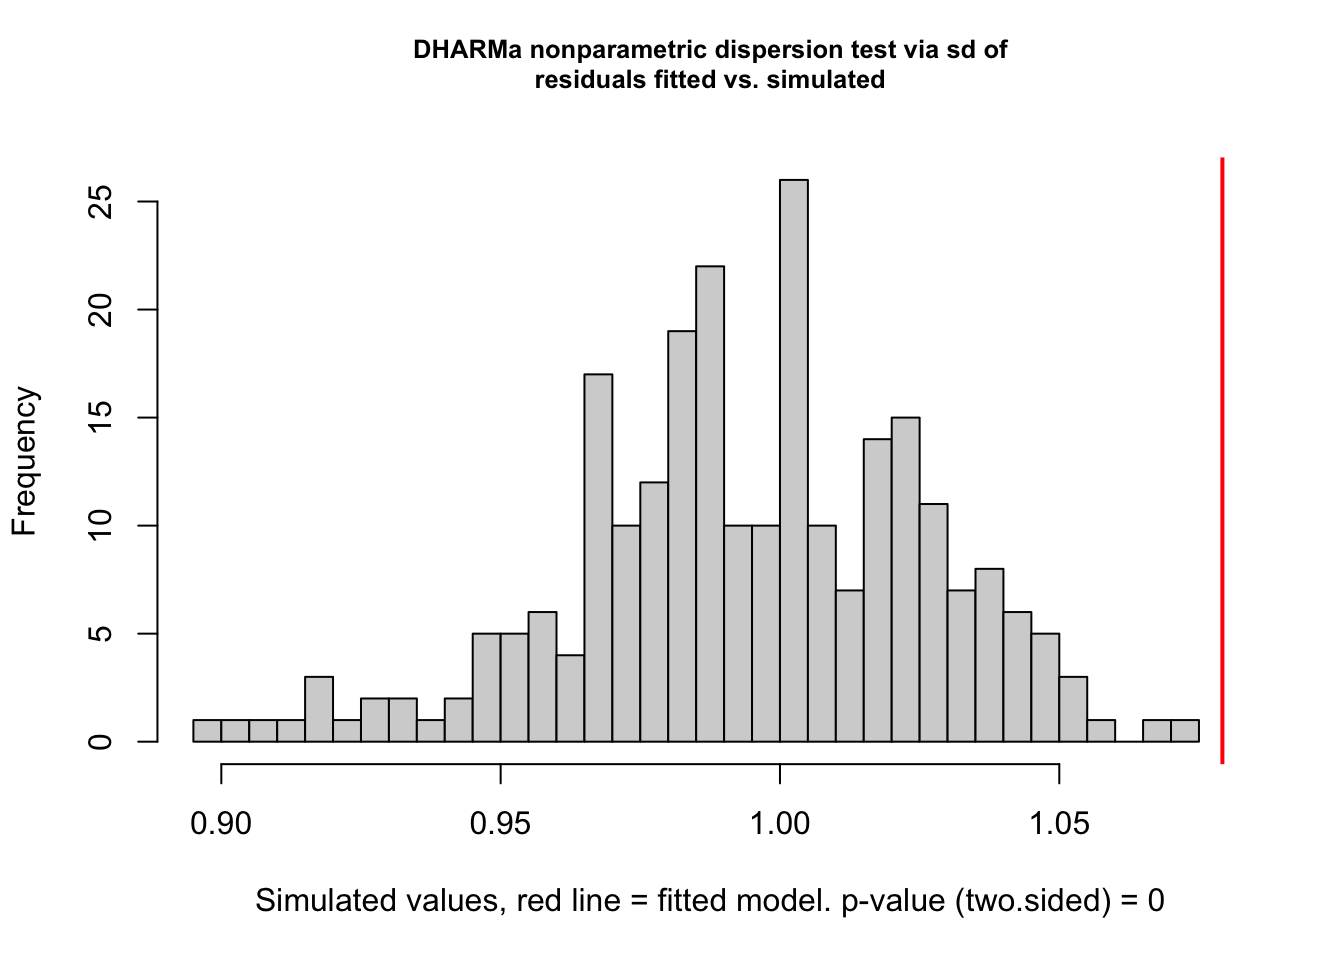 DHARMa nonparametric dispersion test via sd of
residuals fitted vs. simulated
Frequency
25
20
15
10
5
0
0.90 0.95 1.00 1.05
Simulated values, red line = fitted model. p-value (two.sided) = 0